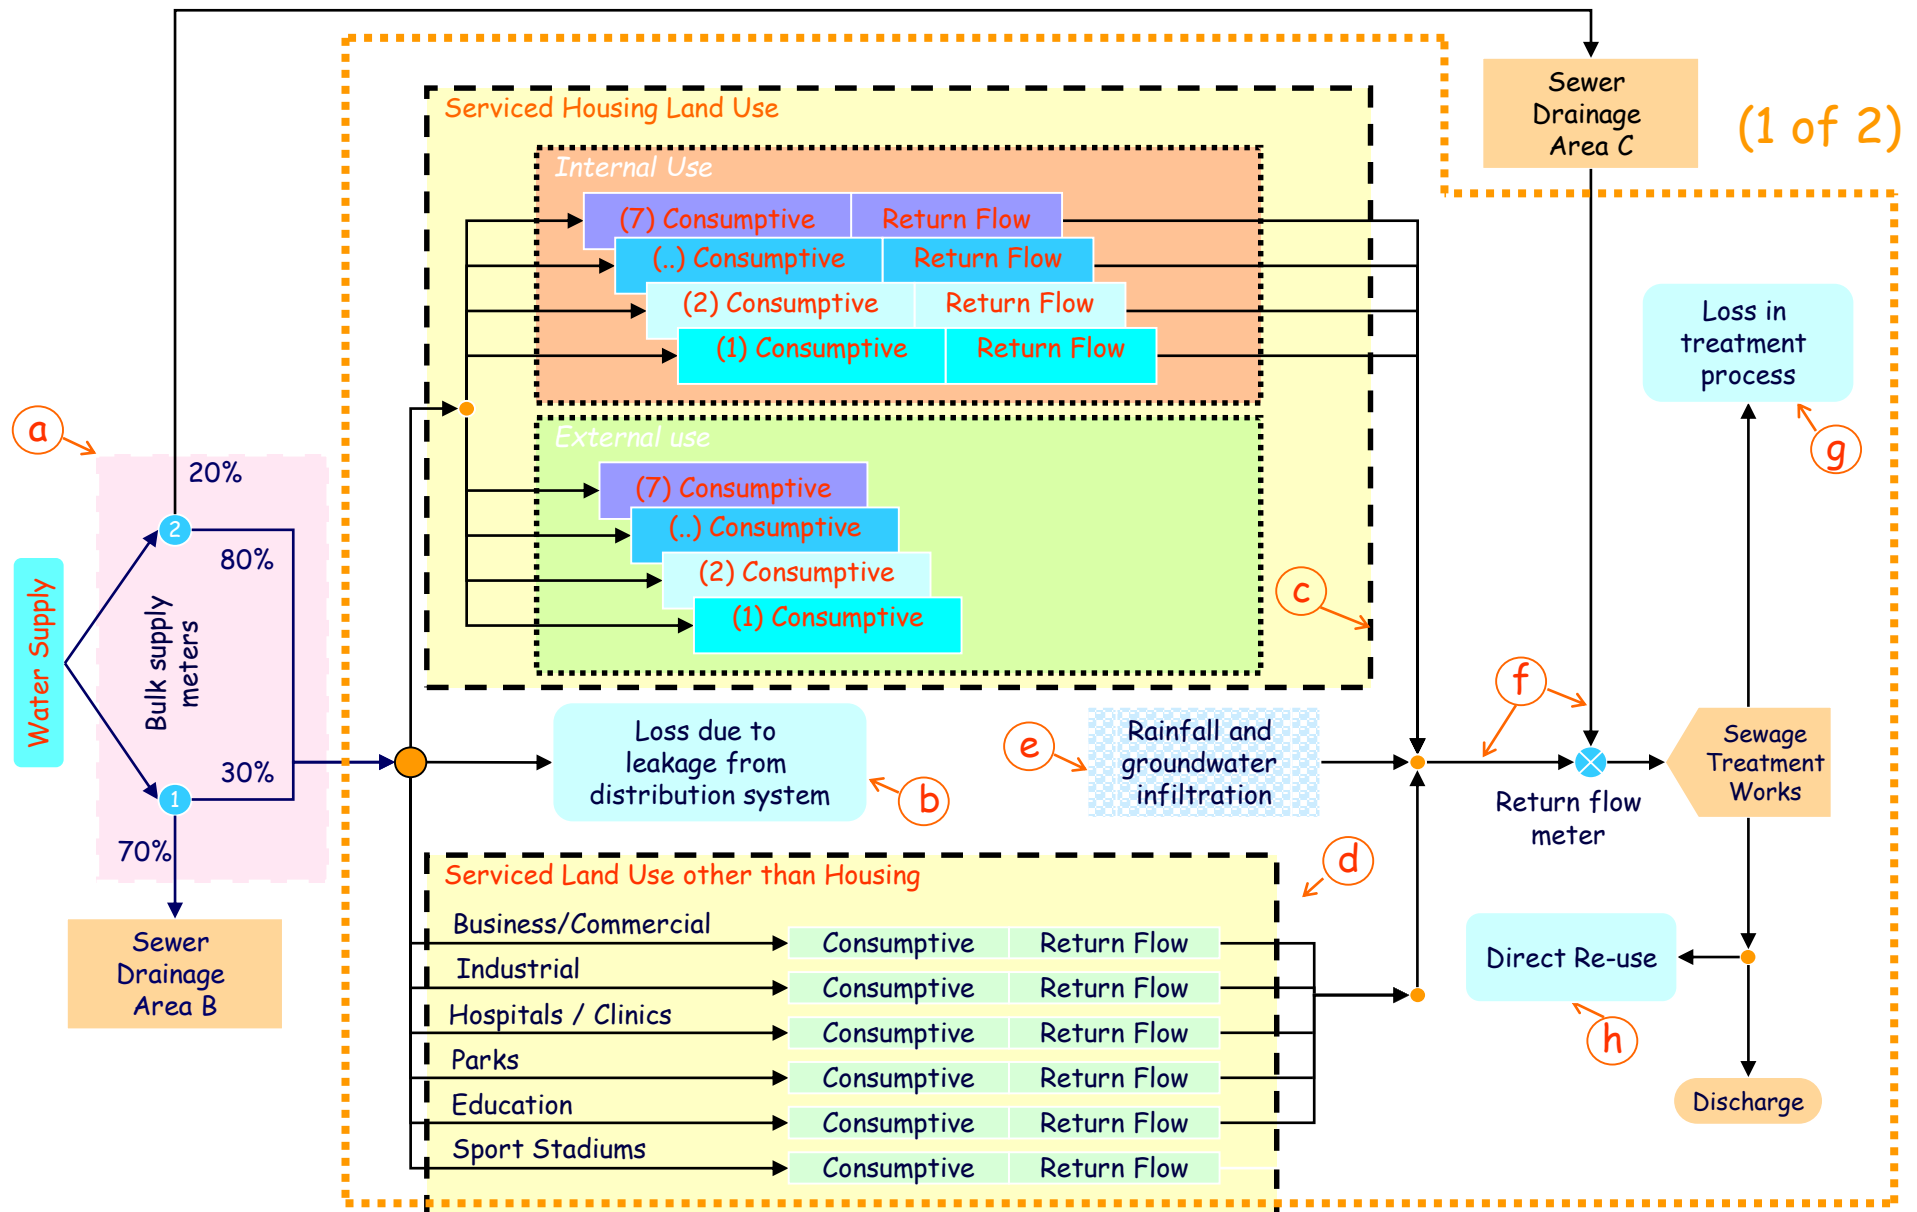 Sewer
Drainage
Area C
(1 of 2)
Serviced Housing Land Use
Internal Use
(7) Consumptive
Return Flow
(..) Consumptive
Return Flow
(2) Consumptive
Return Flow
(1) Consumptive
Return Flow
External use
(7) Consumptive
(..) Consumptive
(2) Consumptive
(1) Consumptive
a
20%
2
80%
Water Supply
Bulk supply
meters
30%
1
70%
Sewer
Drainage
Area B
c
Loss due to
leakage from
distribution system
b
e
Rainfall and
groundwater
infiltration
f
Return flow
meter
Sewage
Treatment
Works
Loss in
treatment
process
g
d
Serviced Land Use other than Housing
Business/Commercial
Consumptive
Return Flow
Industrial
Consumptive
Return Flow
Hospitals / Clinics
Consumptive
Return Flow
Parks
Consumptive
Return Flow
Education
Consumptive
Return Flow
Sport Stadiums
Consumptive
Return Flow
Direct Re-use
h
Discharge